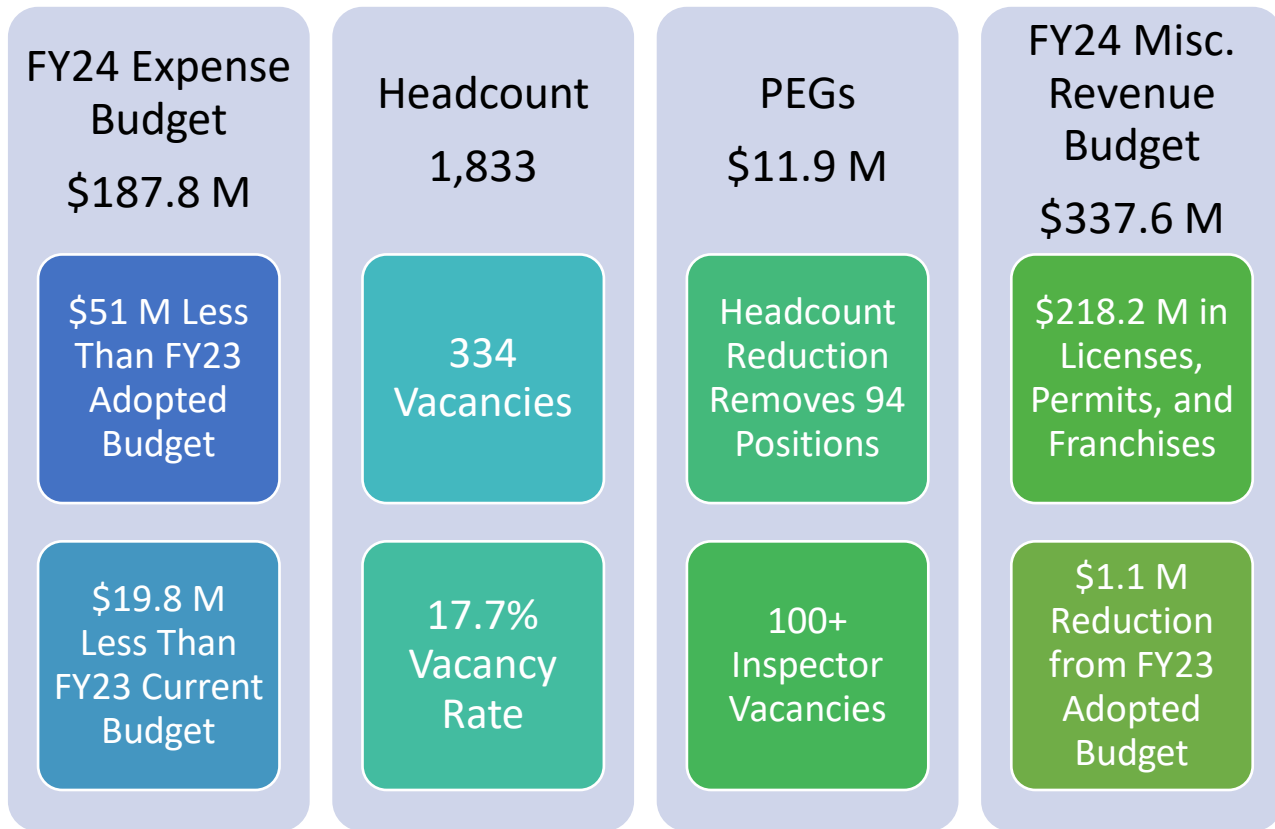 FY24 Expense
Budget
$187.8 M
$51 M Less
Than FY23
Adopted
Budget
$19.8 M
Less Than
FY23 Current
Budget
Headcount
1,833
334
Vacancies
17.7%
Vacancy
Rate
PEGs
$11.9 M
Headcount
Reduction
Removes 94
Positions
100+
Inspector
Vacancies
FY24 Misc.
Revenue
Budget
$337.6 M
$218.2 M in
Licenses,
Permits, and
Franchises
$1.1 M
Reduction
from FY23
Adopted
Budget